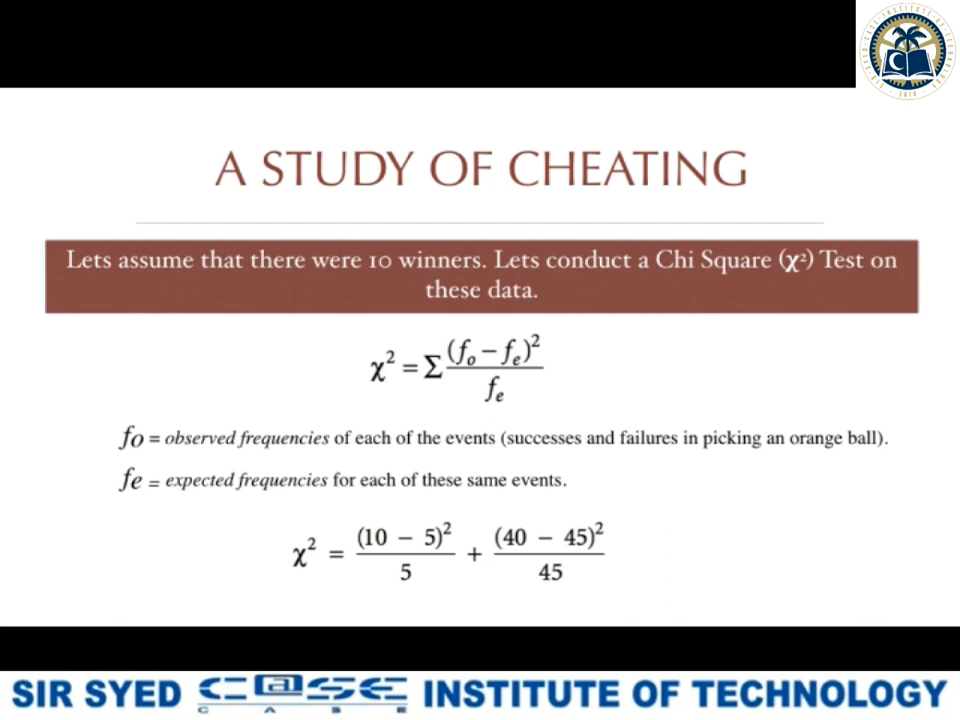 A STUDY OF CHEATING
Lets assume that there were 10 winners. Lets conduct a Chi Square (χ²) Test on
these data.
χ² = Σ (fo – fe)² / fe
fo = observed frequencies of each of the events (successes and failures in picking an orange ball).
fe = expected frequencies for each of these same events.
χ² = (10 – 5)² / 5 + (40 – 45)² / 45
SIR SYED C@SE INSTITUTE OF TECHNOLOGY
C A S E